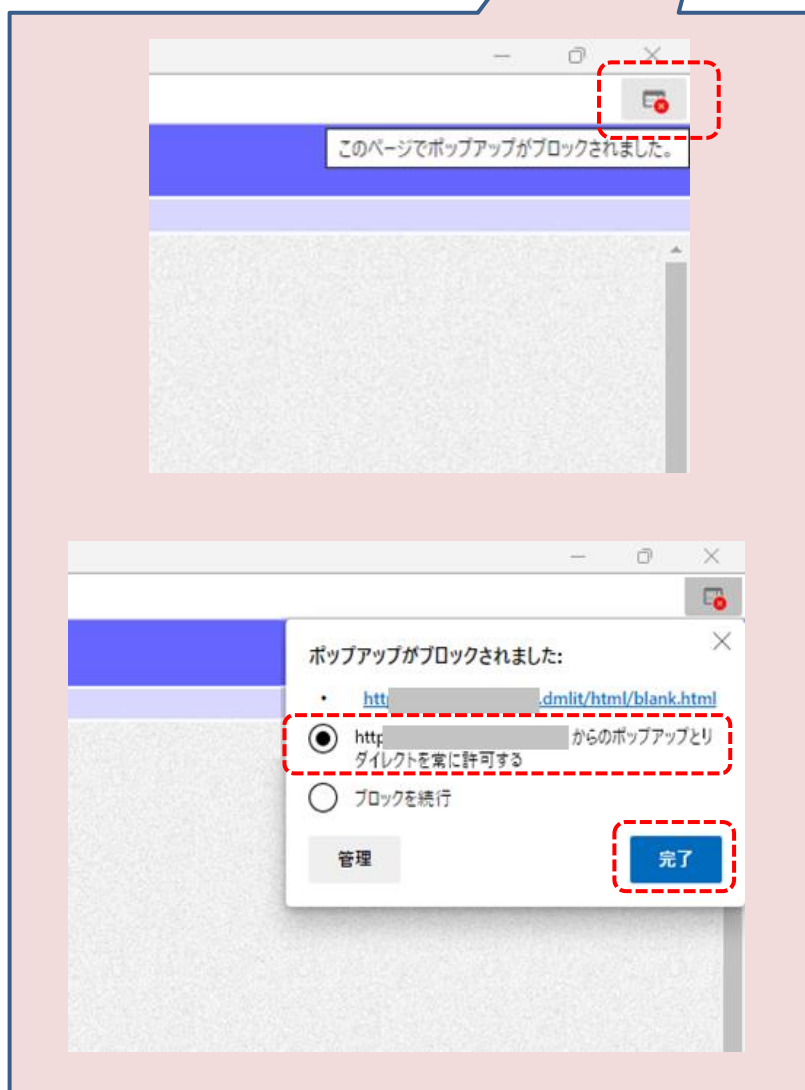 このページでポップアップがブロックされました。
ポップアップがブロックされました:
• htt .dmlit/html/blank.html
http からのポップアップとリ
ダイレクトを常に許可する
ブロックを続行
管理
完了